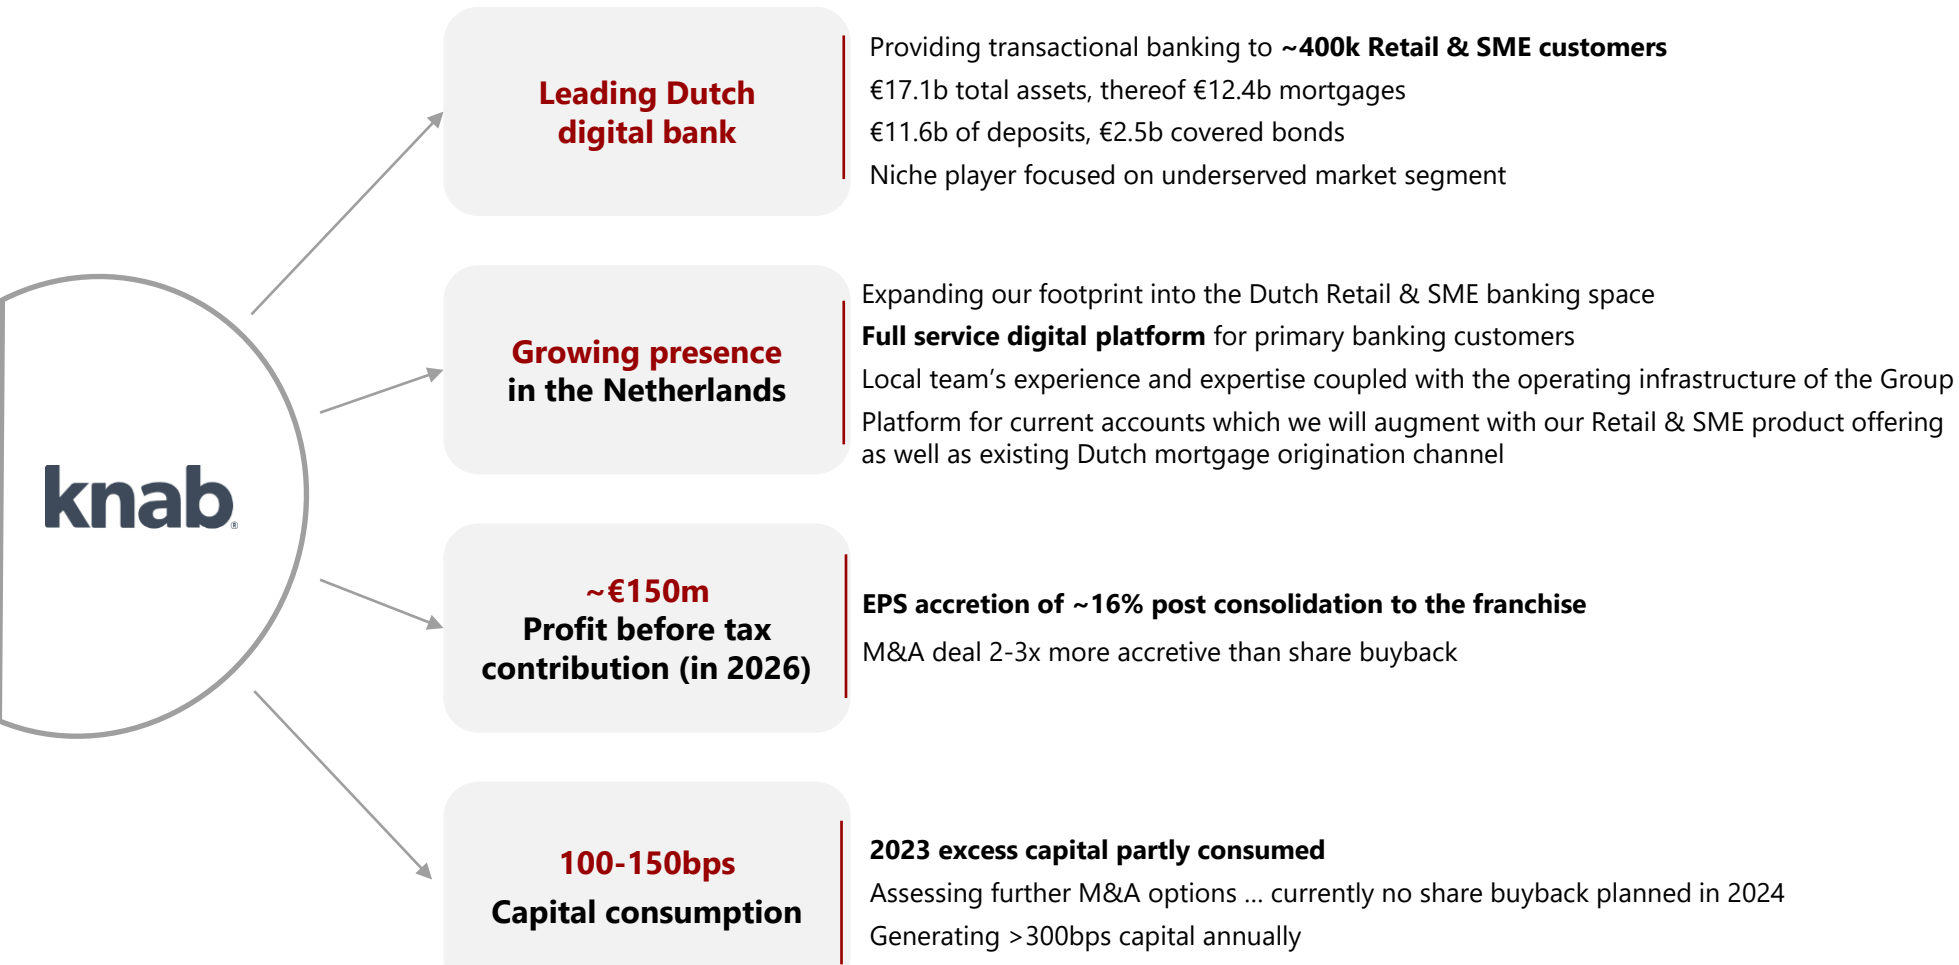 knab®
Leading Dutch
digital bank
Providing transactional banking to ~400k Retail & SME customers
€17.1b total assets, thereof €12.4b mortgages
€11.6b of deposits, €2.5b covered bonds
Niche player focused on underserved market segment
Growing presence
in the Netherlands
Expanding our footprint into the Dutch Retail & SME banking space
Full service digital platform for primary banking customers
Local team’s experience and expertise coupled with the operating infrastructure of the Group
Platform for current accounts which we will augment with our Retail & SME product offering
as well as existing Dutch mortgage origination channel
~€150m
Profit before tax
contribution (in 2026)
EPS accretion of ~16% post consolidation to the franchise
M&A deal 2-3x more accretive than share buyback
100-150bps
Capital consumption
2023 excess capital partly consumed
Assessing further M&A options … currently no share buyback planned in 2024
Generating >300bps capital annually